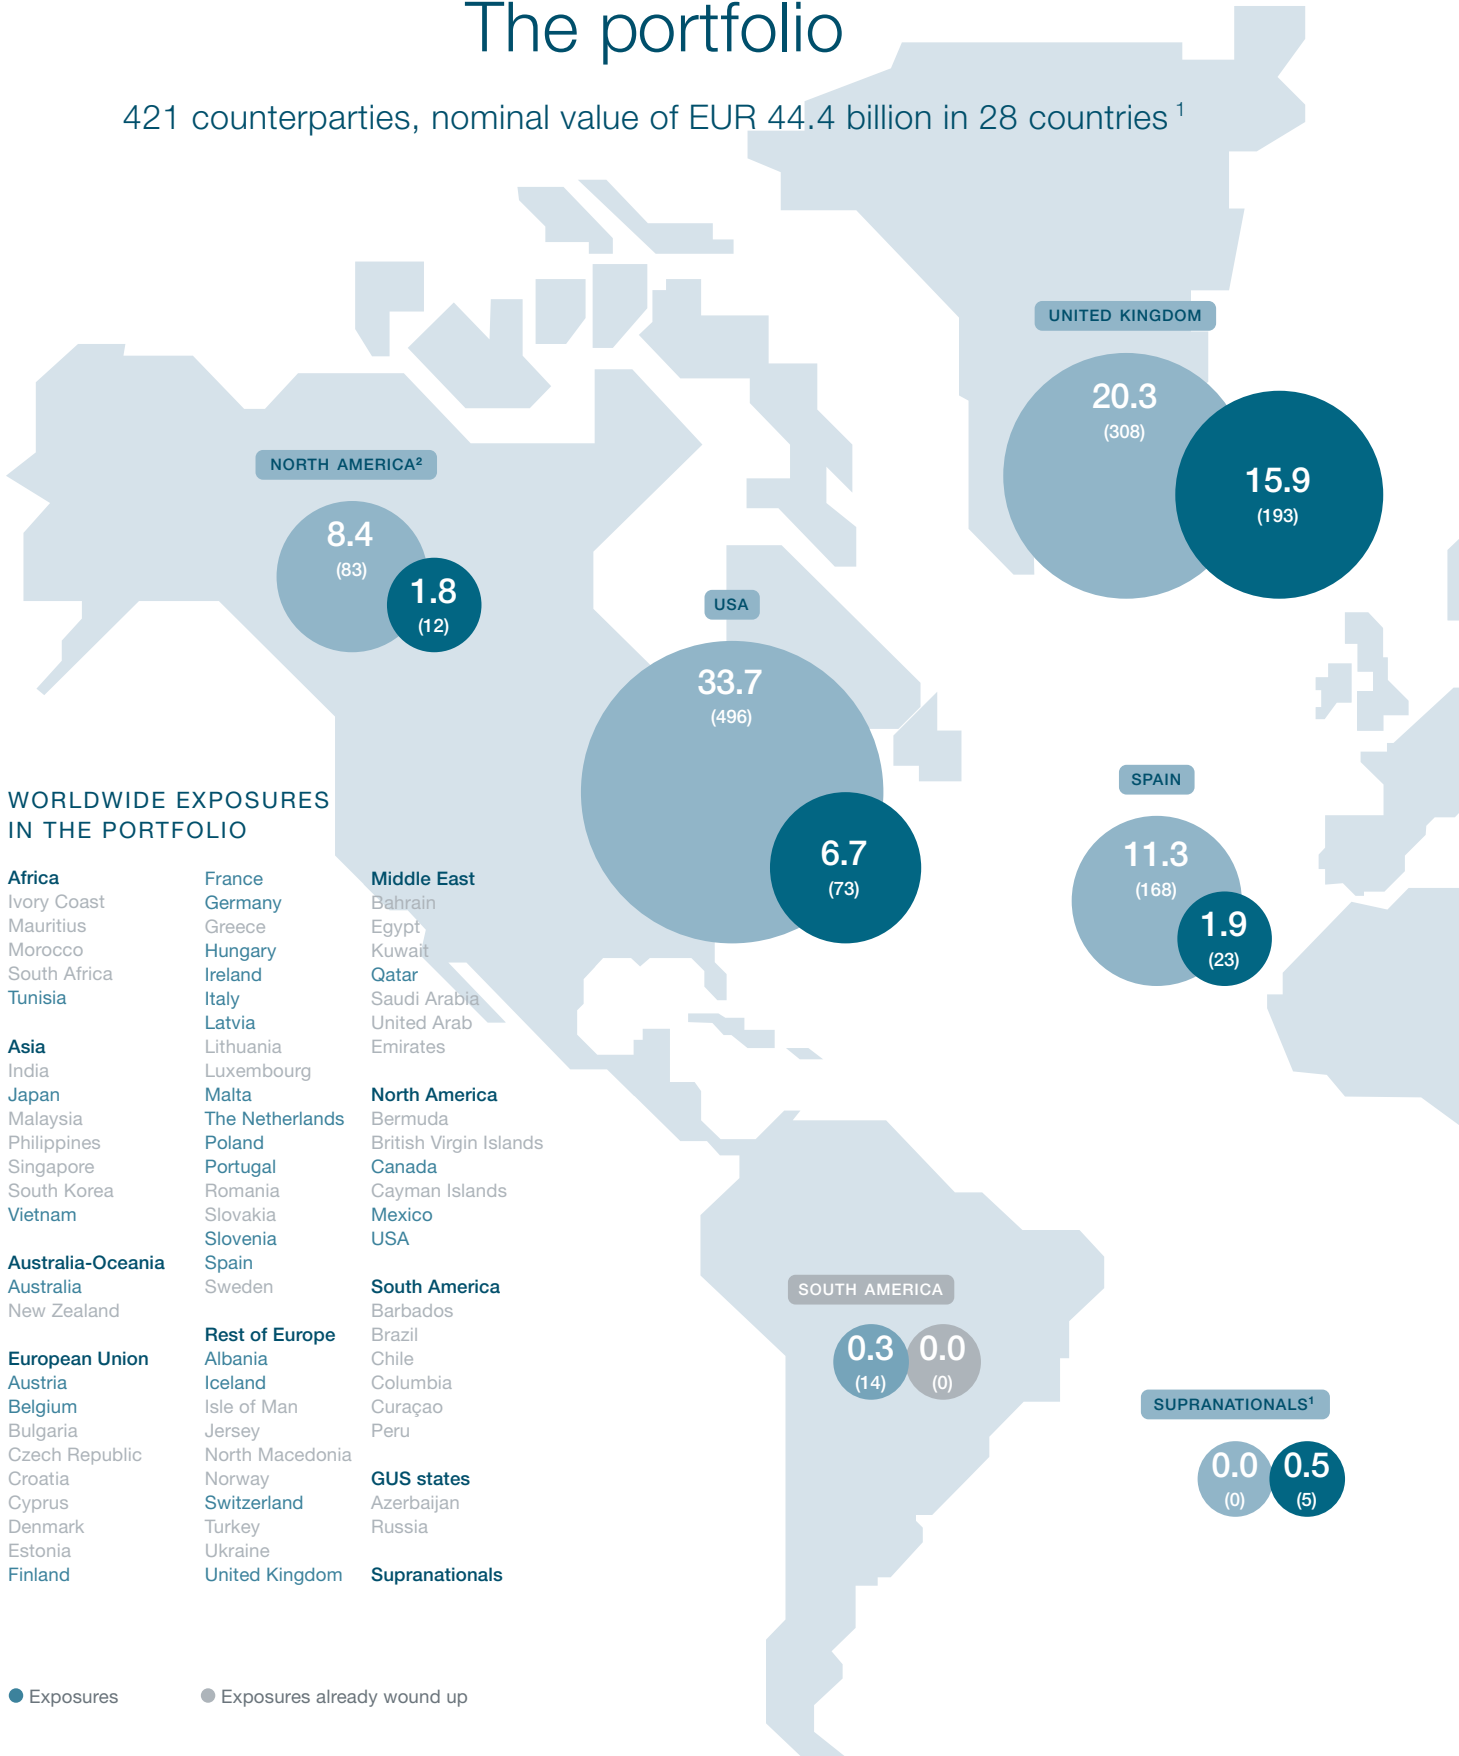 The portfolio
421 counterparties, nominal value of EUR 44.4 billion in 28 countries ¹
UNITED KINGDOM
20.3
(308)
15.9
(193)
NORTH AMERICA²
8.4
(83)
1.8
(12)
USA
33.7
(496)
6.7
(73)
SPAIN
11.3
(168)
1.9
(23)
WORLDWIDE EXPOSURES
IN THE PORTFOLIO
Africa
Ivory Coast
Mauritius
Morocco
South Africa
Tunisia
Asia
India
Japan
Malaysia
Philippines
Singapore
South Korea
Vietnam
Australia-Oceania
Australia
New Zealand
European Union
Austria
Belgium
Bulgaria
Czech Republic
Croatia
Cyprus
Denmark
Estonia
Finland
France
Germany
Greece
Hungary
Ireland
Italy
Latvia
Lithuania
Luxembourg
Malta
The Netherlands
Poland
Portugal
Romania
Slovakia
Slovenia
Spain
Sweden
Rest of Europe
Albania
Iceland
Isle of Man
Jersey
North Macedonia
Norway
Switzerland
Turkey
Ukraine
United Kingdom
Middle East
Bahrain
Egypt
Kuwait
Qatar
Saudi Arabia
United Arab
Emirates
North America
Bermuda
British Virgin Islands
Canada
Cayman Islands
Mexico
USA
South America
Barbados
Brazil
Chile
Columbia
Curaçao
Peru
GUS states
Azerbaijan
Russia
Supranationals
SOUTH AMERICA
0.3
(14)
0.0
(0)
SUPRANATIONALS¹
0.0
(0)
0.5
(5)
Exposures
Exposures already wound up